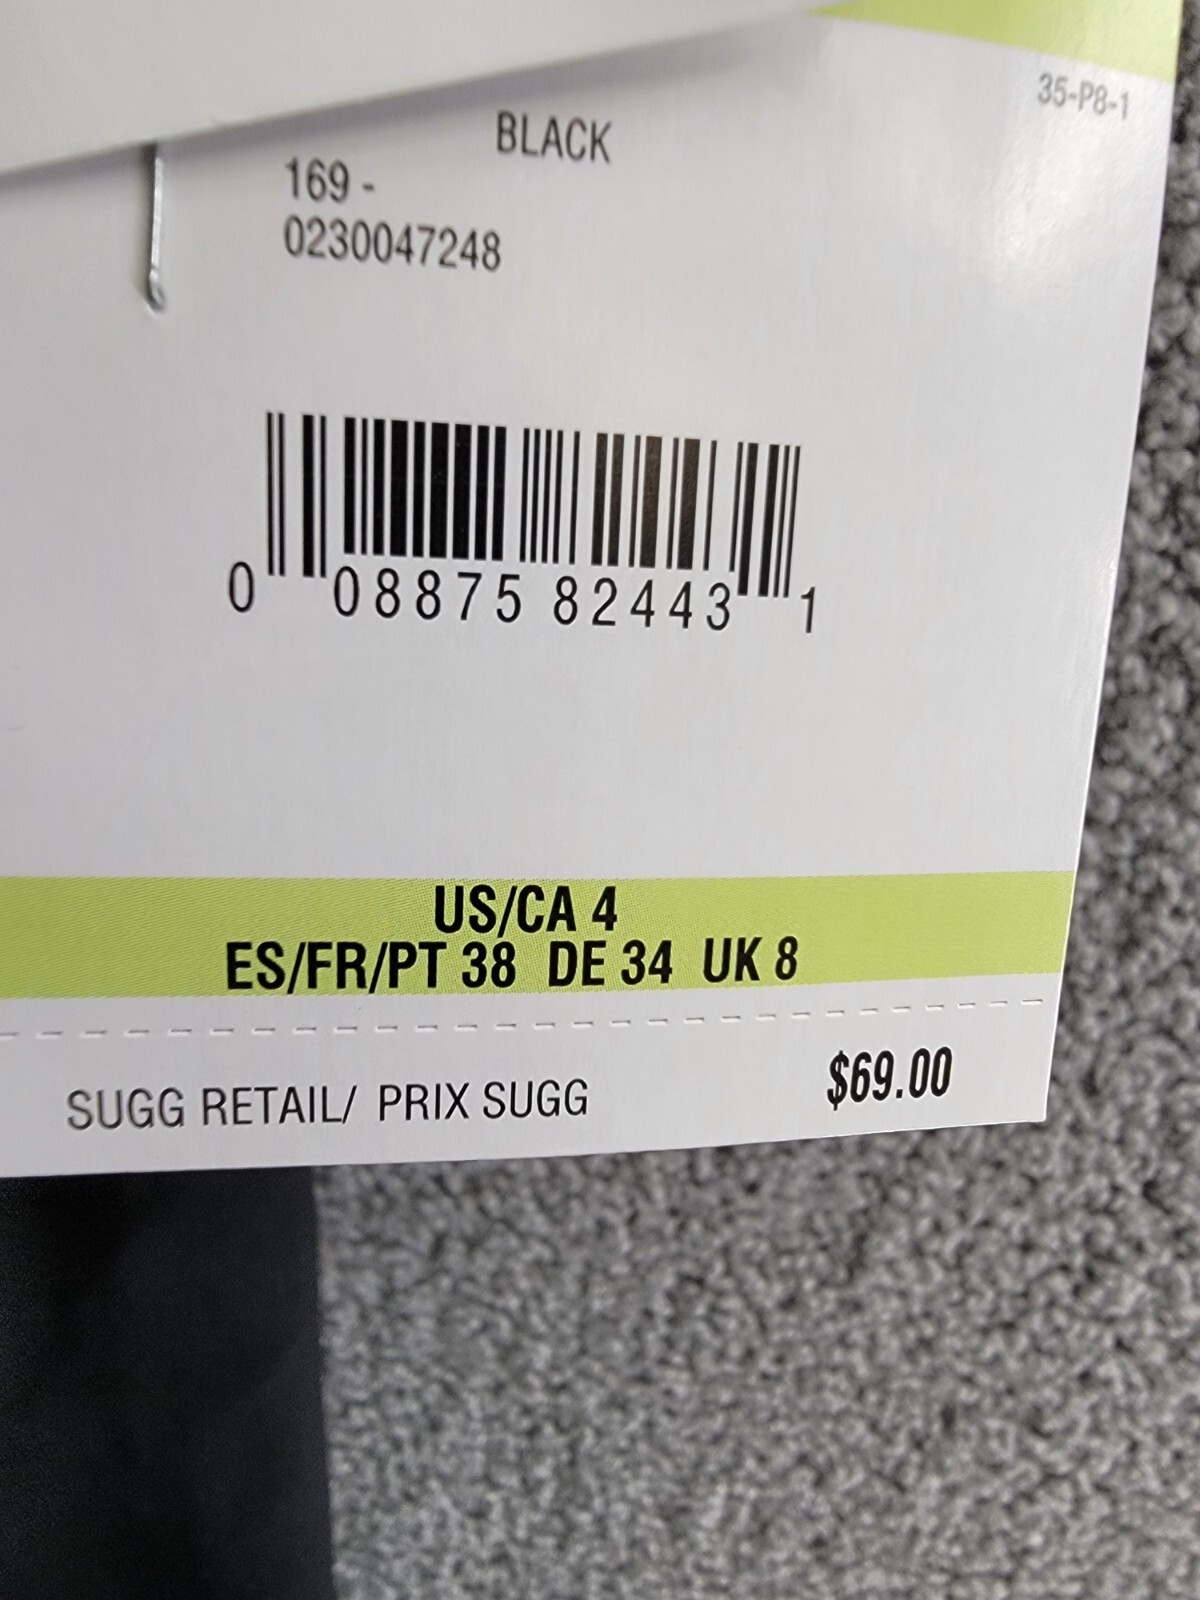 35-P8-1
BLACK
169 -
0230047248
0 08875 82443 1
US/CA 4
ES/FR/PT 38 DE 34 UK 8
SUGG RETAIL/ PRIX SUGG $69.00